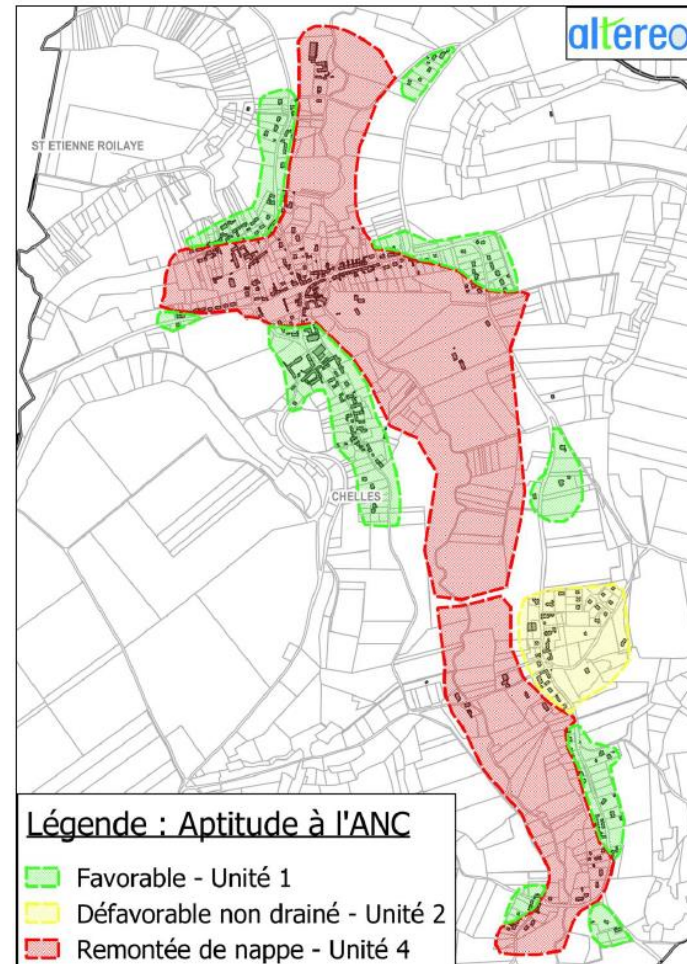 altereo
ST ETIENNE ROILAYE
CHELLES
Légende : Aptitude à l'ANC
Favorable - Unité 1
Défavorable non drainé - Unité 2
Remontée de nappe - Unité 4